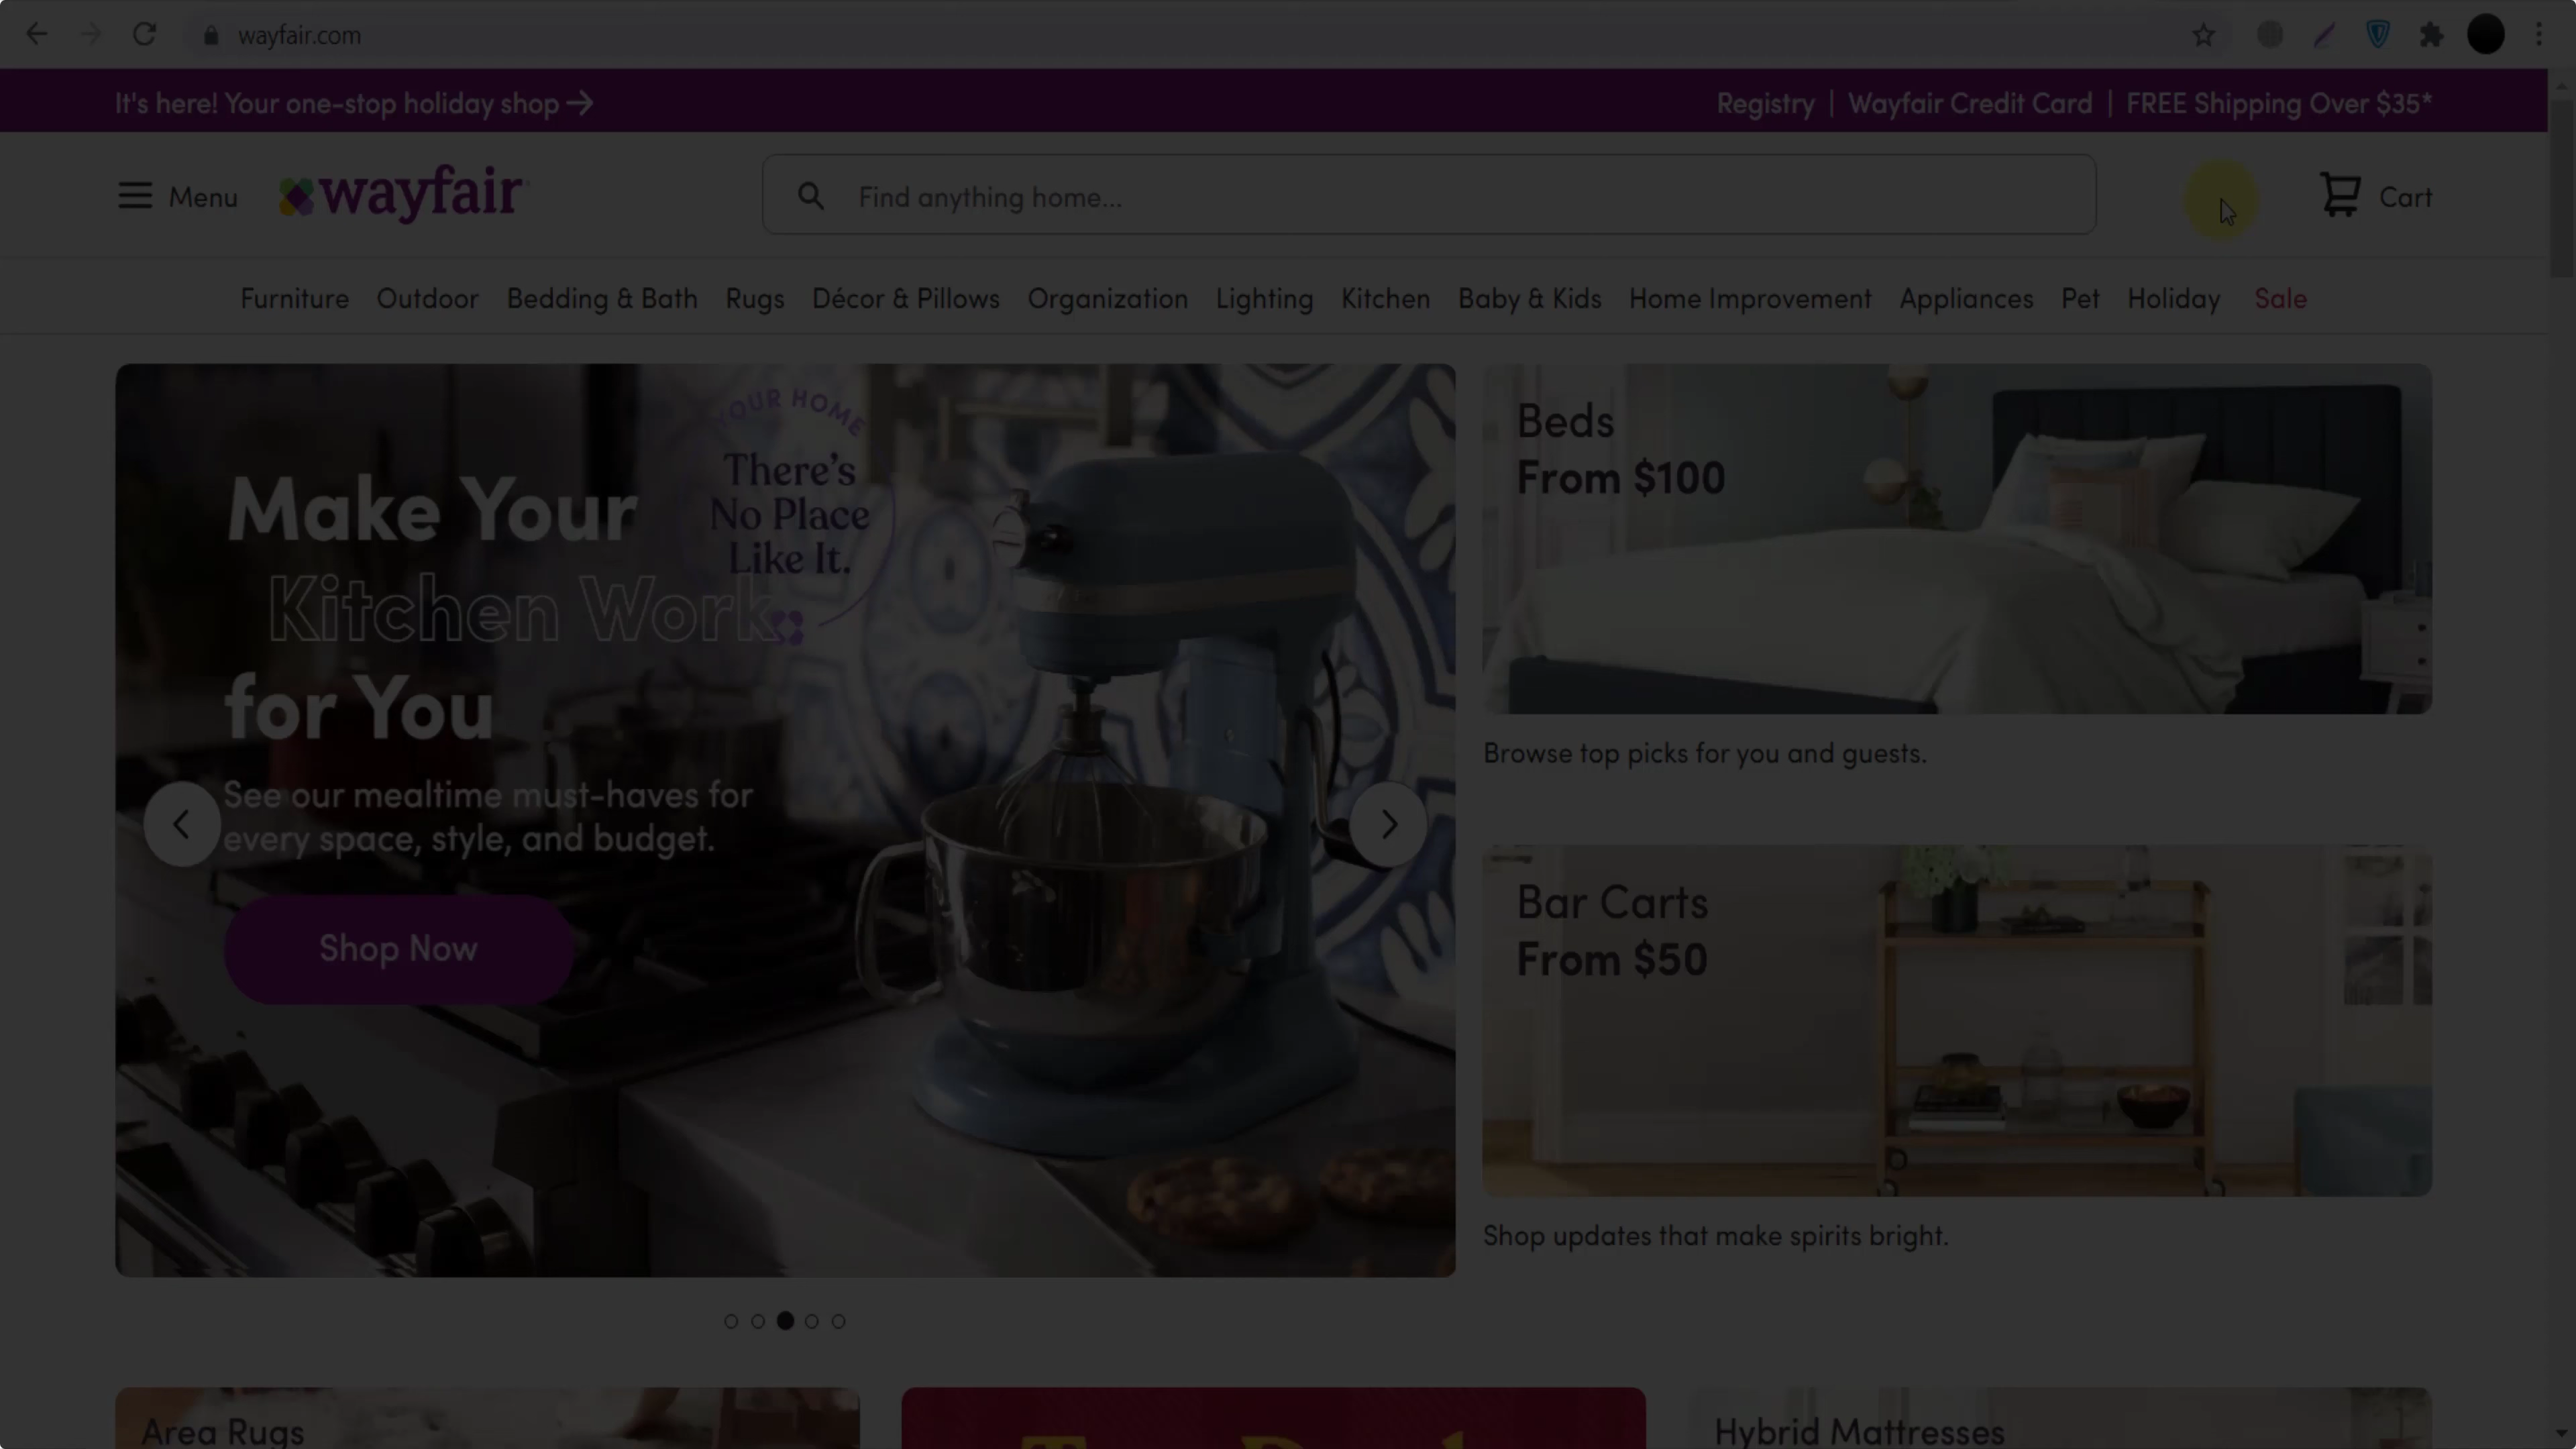 wayfair.com
It's here! Your one-stop holiday shop →
Registry | Wayfair Credit Card | FREE Shipping Over $35*
Menu
wayfair
Find anything home...
Cart
Furniture Outdoor Bedding & Bath Rugs Décor & Pillows Organization Lighting Kitchen Baby & Kids Home Improvement Appliances Pet Holiday Sale
Make Your
Kitchen Work
for You
YOUR HOME
There's
No Place
Like It.
See our mealtime must-haves for
every space, style, and budget.
Shop Now
Beds
From $100
Browse top picks for you and guests.
Bar Carts
From $50
Shop updates that make spirits bright.
Area Rugs
Hybrid Mattresses